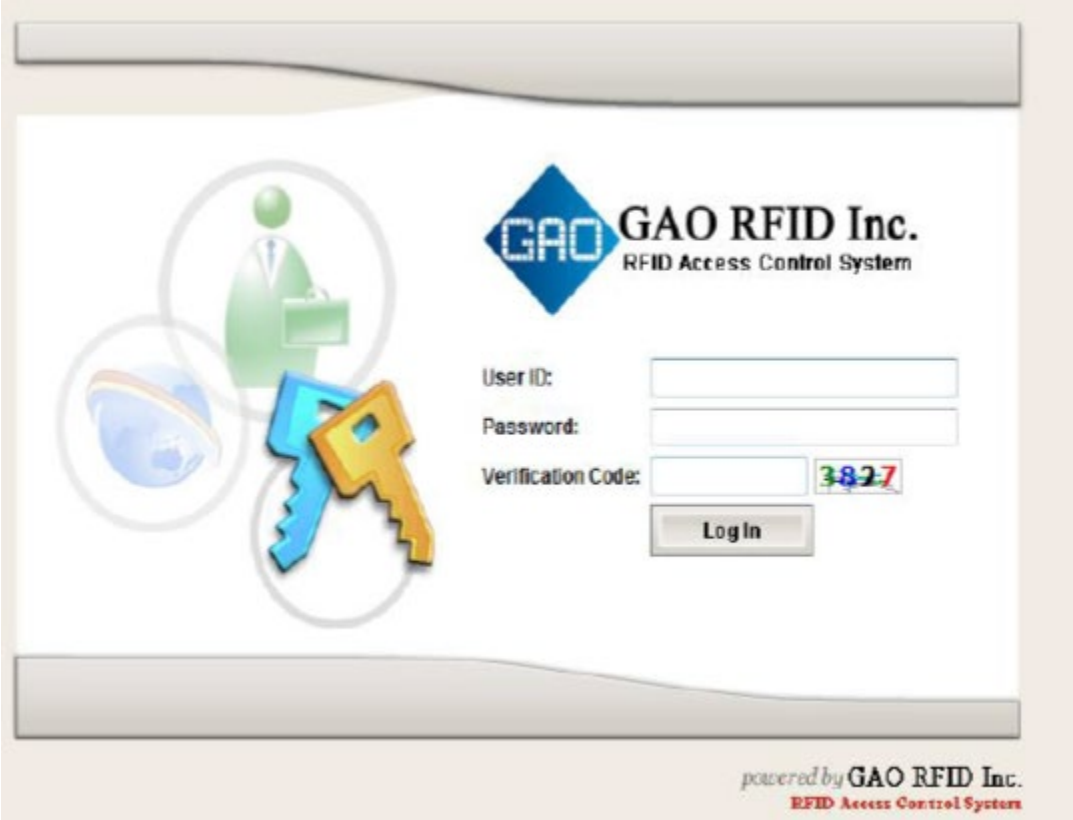 GAO
GAO RFID Inc.
RFID Access Control System
User ID:
Password:
Verification Code:
3827
Log In
powered by GAO RFID Inc.
RFID Access Control System